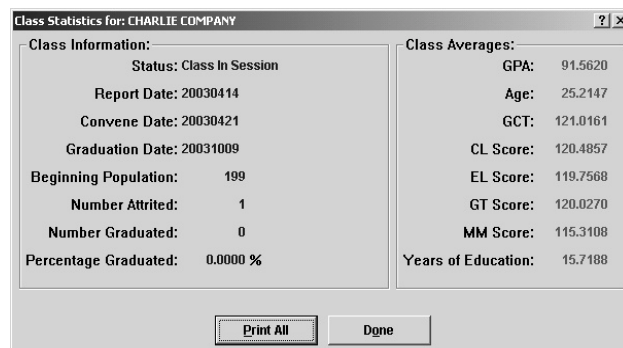 Class Statistics for: CHARLIE COMPANY
Class Information:
Status: Class In Session
Report Date: 20030414
Convene Date: 20030421
Graduation Date: 20031009
Beginning Population: 199
Number Attrited: 1
Number Graduated: 0
Percentage Graduated: 0.0000 %
Class Averages:
GPA: 91.5620
Age: 25.2147
GCT: 121.0161
CL Score: 120.4857
EL Score: 119.7568
GT Score: 120.0270
MM Score: 115.3108
Years of Education: 15.7188
Print All
Done